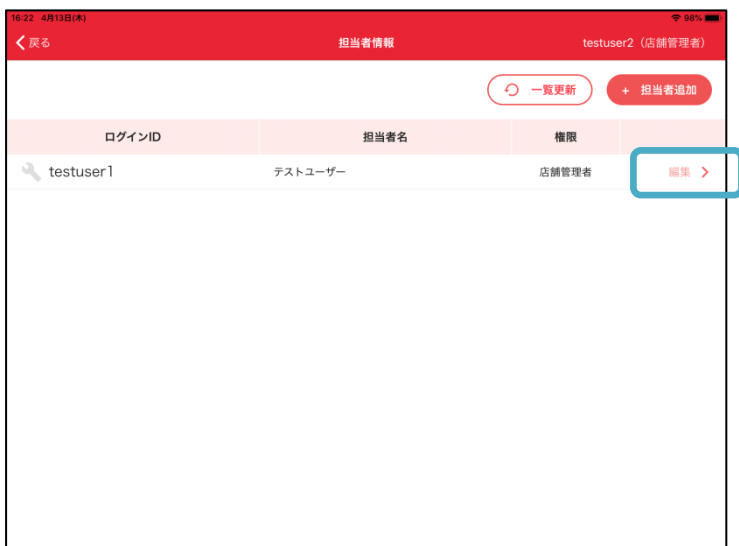 16:22 4月13日(木) 98%
戻る 担当者情報 testuser2（店舗管理者）
一覧更新 + 担当者追加
ログインID 担当者名 権限
testuser1 テストユーザー 店舗管理者 編集